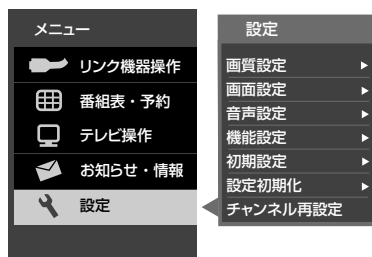 メニュー
リンク機器操作
番組表・予約
テレビ操作
お知らせ・情報
設定
設定
画質設定
画面設定
音声設定
機能設定
初期設定
設定初期化
チャンネル再設定